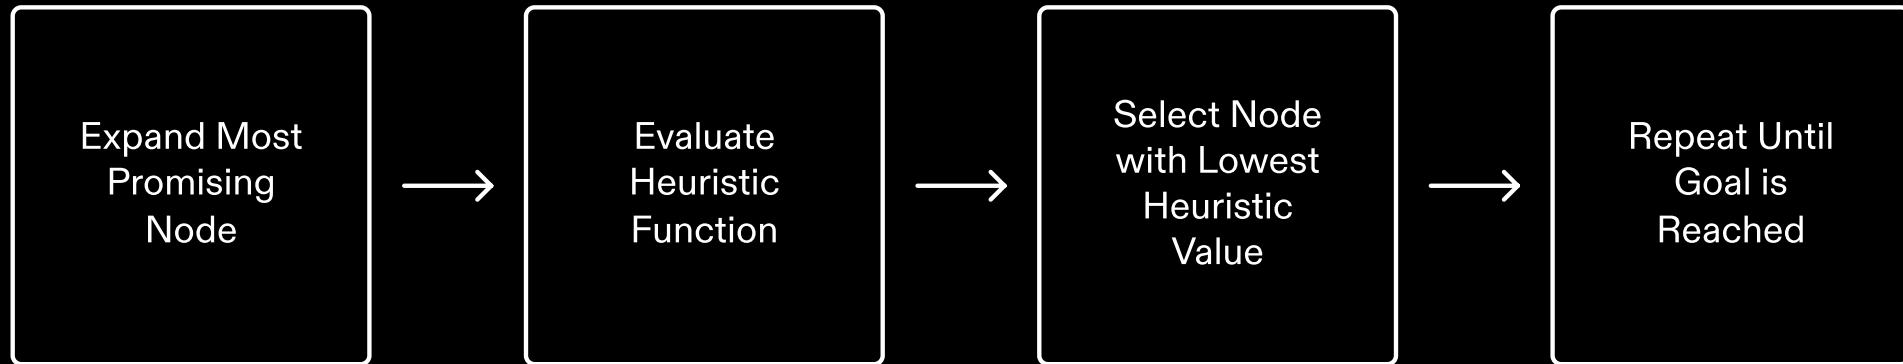 Expand Most
Promising
Node
Evaluate
Heuristic
Function
Select Node
with Lowest
Heuristic
Value
Repeat Until
Goal is
Reached